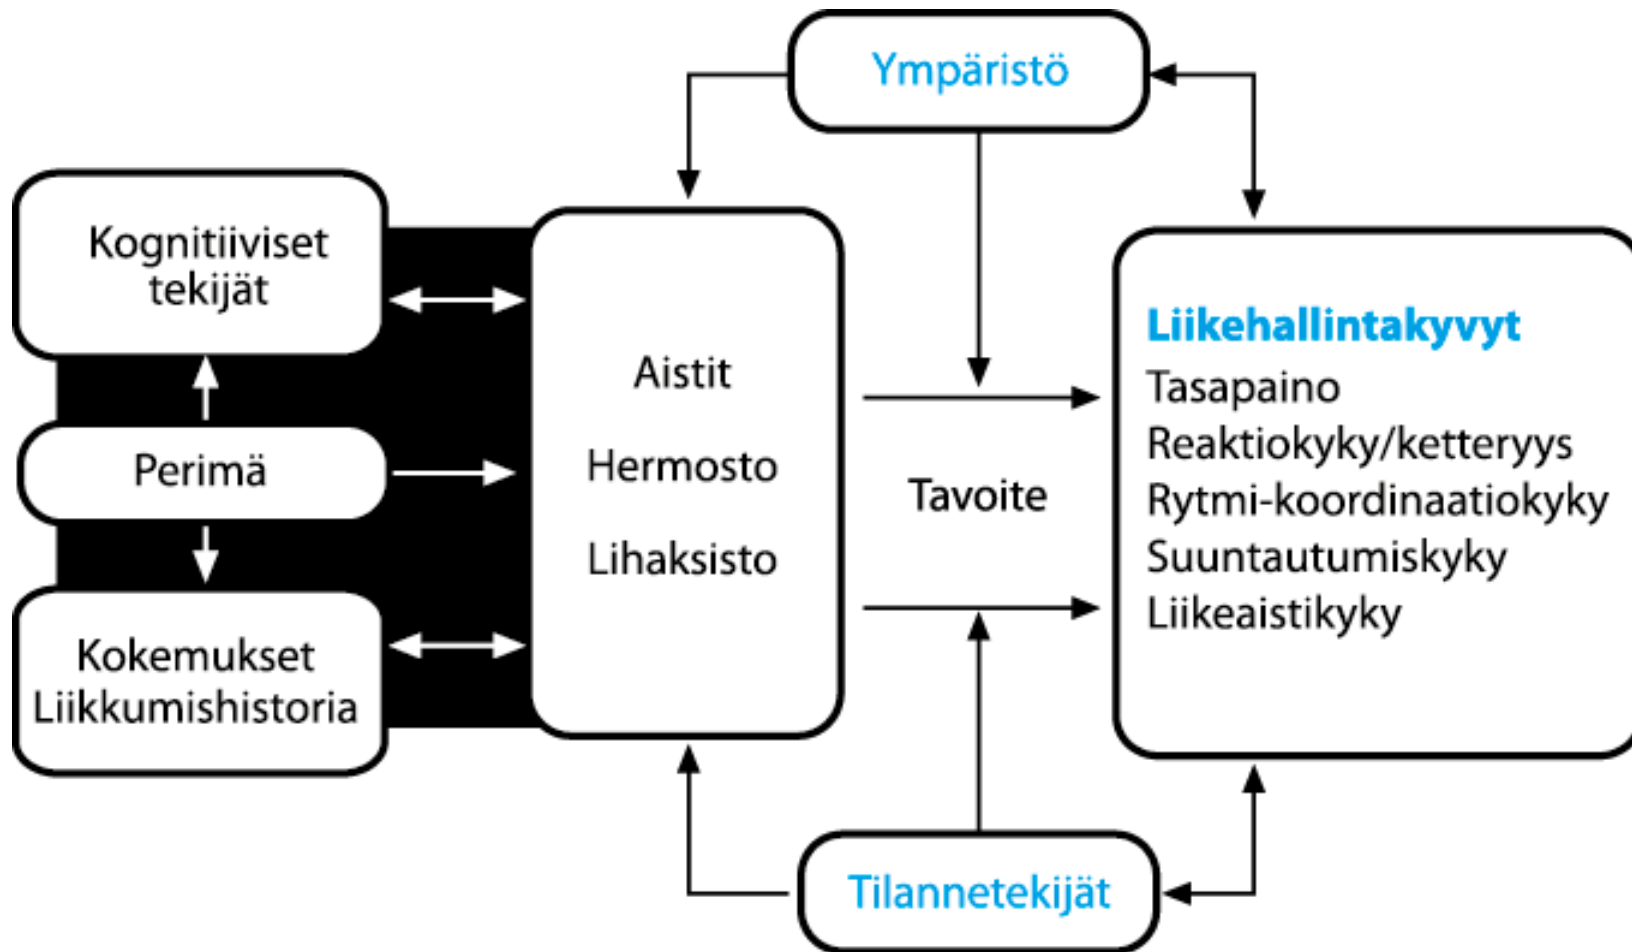 Ympäristö
Kognitiiviset
tekijät
Perimä
Kokemukset
Liikkumishistoria
Aistit
Hermosto
Lihaksisto
Tavoite
Liikehallintakyvyt
Tasapaino
Reaktiokyky/ketteryys
Rytmi-koordinaatiokyky
Suuntautumiskyky
Liikeaistikyky
Tilannetekijät